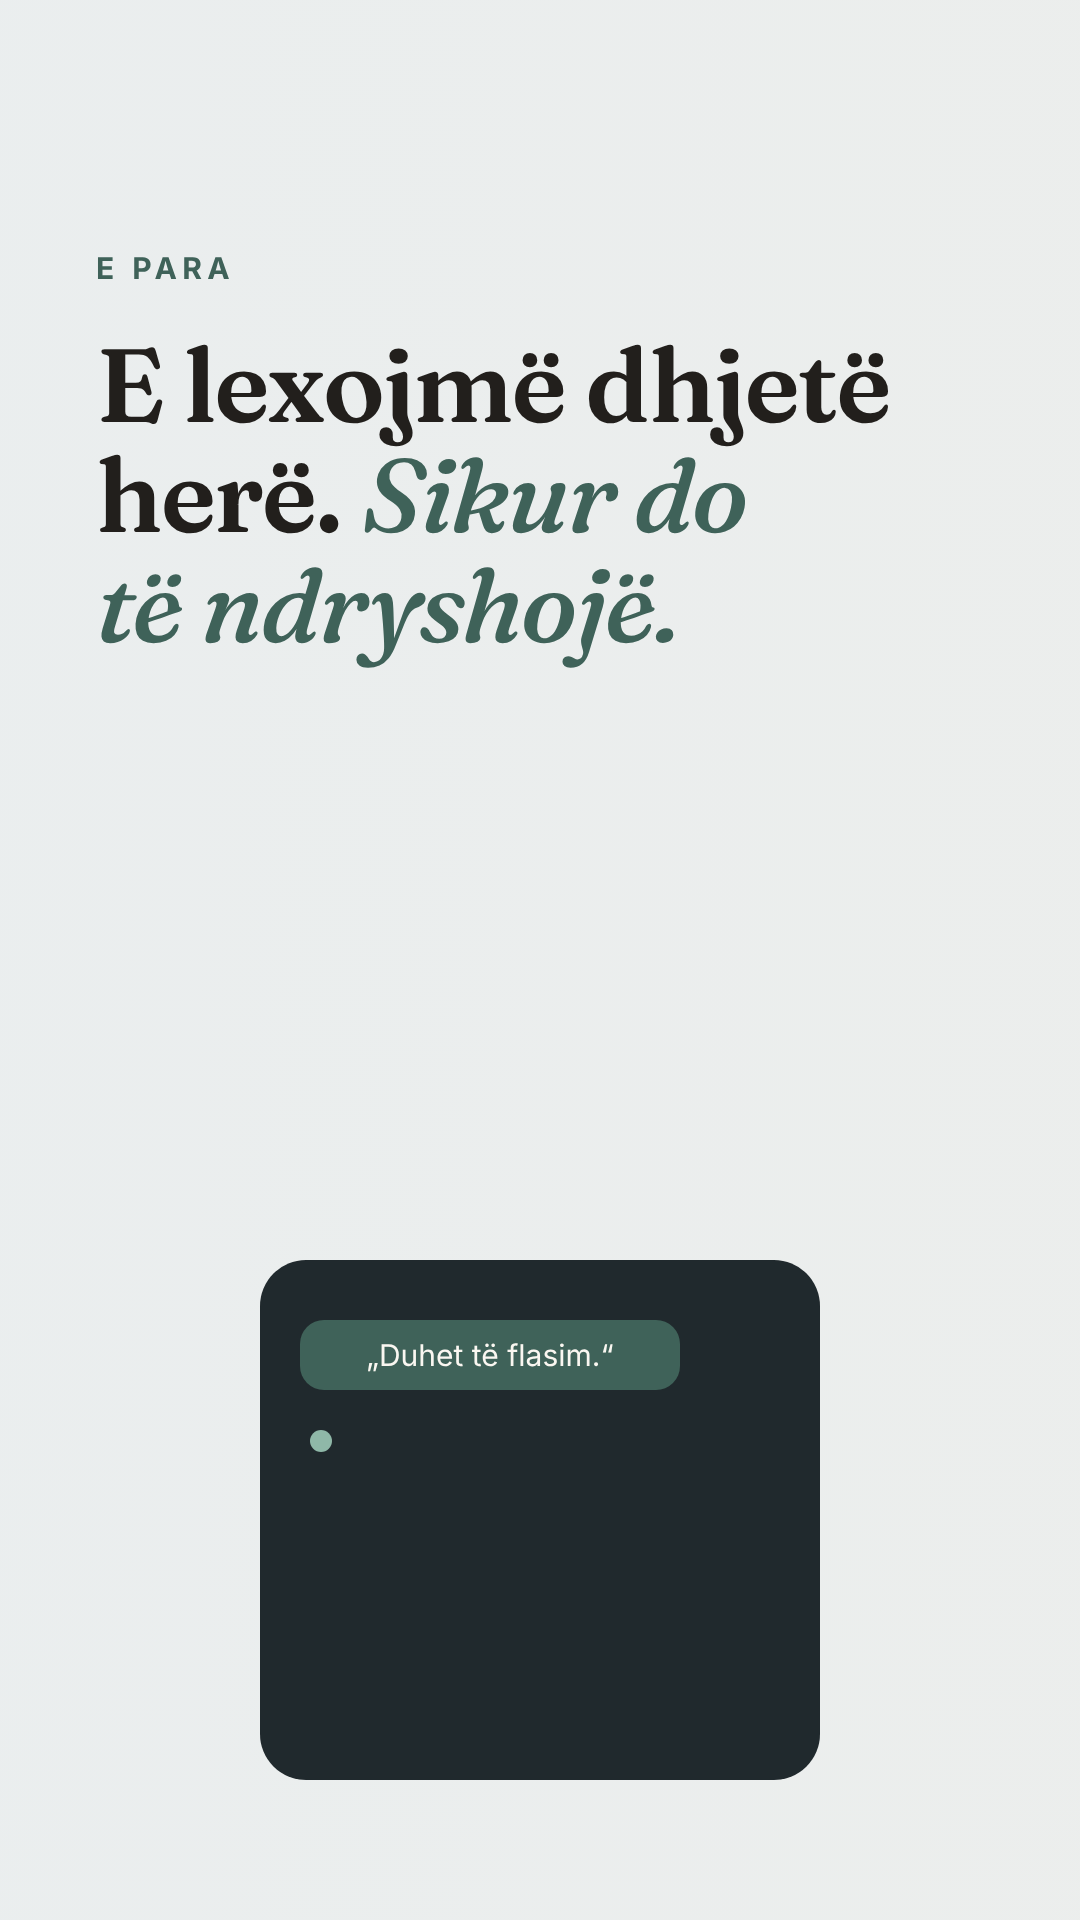 E PARA
E lexojmë dhjetë
herë. Sikur do
të ndryshojë.
„Duhet të flasim.“